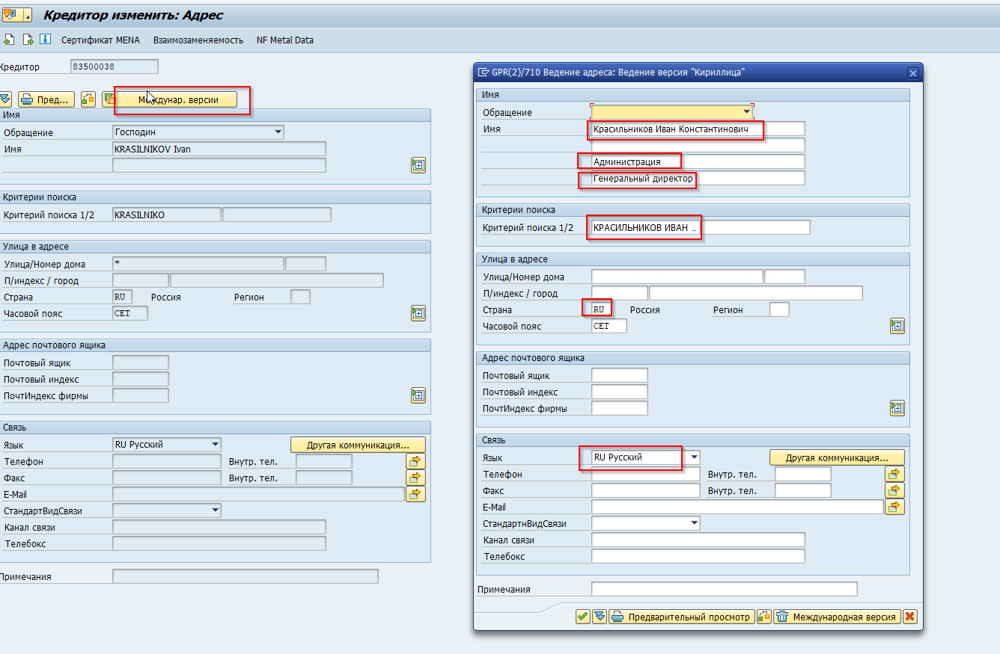 Кредитор изменить: Адрес
Сертификат MENA Взаимозаменяемость NF Metal Data
Кредитор 83500038
Пред... Междунар. версии
Имя
Обращение Господин
Имя KRASILNIKOV Ivan
Критерии поиска
Критерий поиска 1/2 KRASILNIKO
Улица в адресе
Улица/Номер дома *
П/индекс / город
Страна RU Россия Регион
Часовой пояс CET
Адрес почтового ящика
Почтовый ящик
Почтовый индекс
ПочтИндекс фирмы
Связь
Язык RU Русский Другая коммуникация...
Телефон Внутр. тел.
Факс Внутр. тел.
E-Mail
СтандартВидСвязи
Канал связи
Телебокс
Примечания
GPR(2)/710 Ведение адреса: Ведение версия "Кириллица"
Имя
Обращение
Имя Красильников Иван Константинович
Администрация
Генеральный директор
Критерии поиска
Критерий поиска 1/2 КРАСИЛЬНИКОВ ИВАН ...
Улица в адресе
Улица/Номер дома
П/индекс / город
Страна RU Россия Регион
Часовой пояс CET
Адрес почтового ящика
Почтовый ящик
Почтовый индекс
ПочтИндекс фирмы
Связь
Язык RU Русский Другая коммуникация...
Телефон Внутр. тел.
Факс Внутр. тел.
E-Mail
СтандартнВидСвязи
Канал связи
Телебокс
Примечания
Предварительный просмотр Международная версия